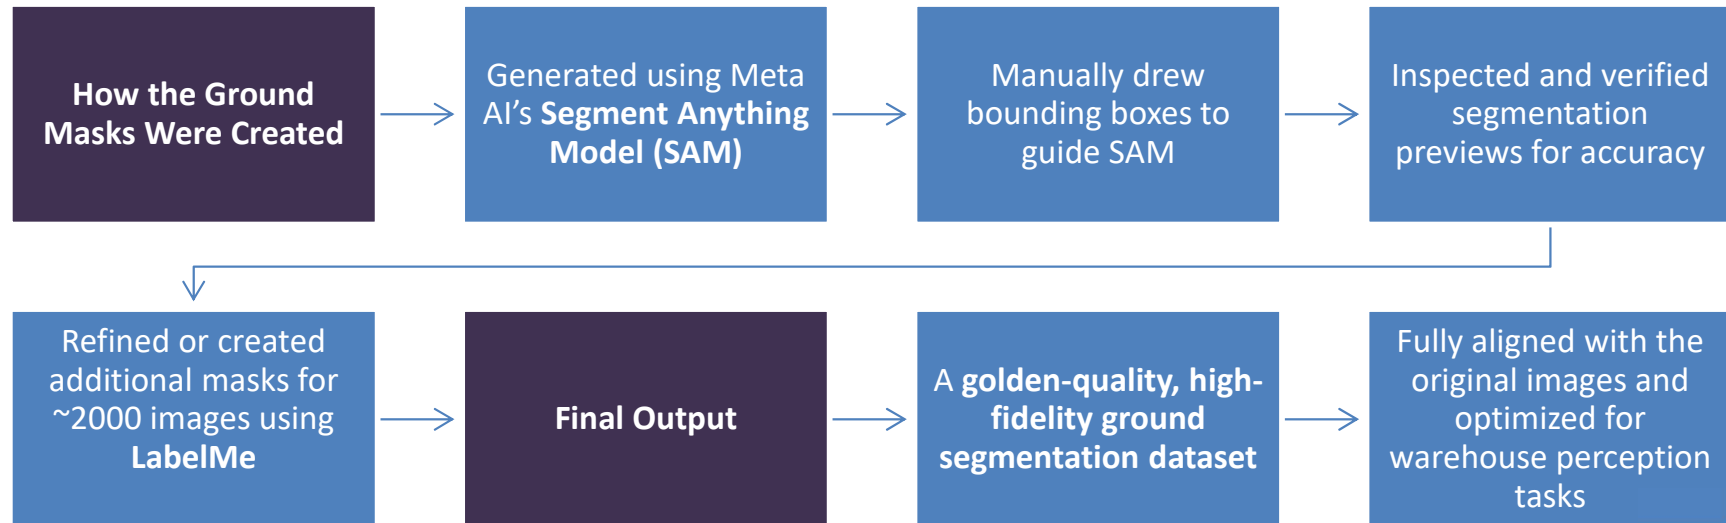 How the Ground
Masks Were Created
Generated using Meta
AI’s Segment Anything
Model (SAM)
Manually drew
bounding boxes to
guide SAM
Inspected and verified
segmentation
previews for accuracy
Refined or created
additional masks for
~2000 images using
LabelMe
Final Output
A golden-quality, high-
fidelity ground
segmentation dataset
Fully aligned with the
original images and
optimized for
warehouse perception
tasks